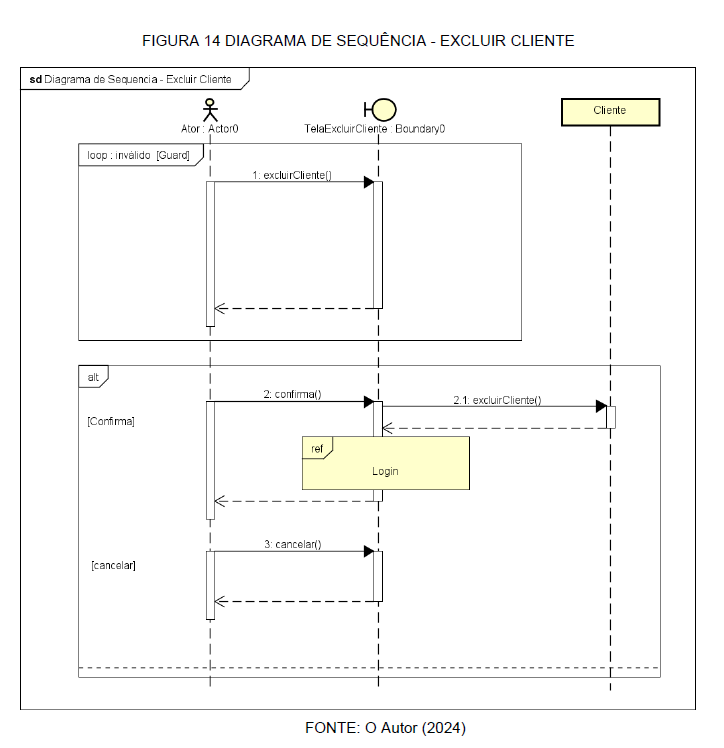 FIGURA 14 DIAGRAMA DE SEQUÊNCIA - EXCLUIR CLIENTE
sd Diagrama de Sequencia - Excluir Cliente
Ator : Actor0
TelaExcluirCliente : Boundary0
Cliente
loop : inválido [Guard]
1: excluirCliente()
alt
2: confirma()
2.1: excluirCliente()
[Confirma]
ref
Login
3: cancelar()
[cancelar]
FONTE: O Autor (2024)